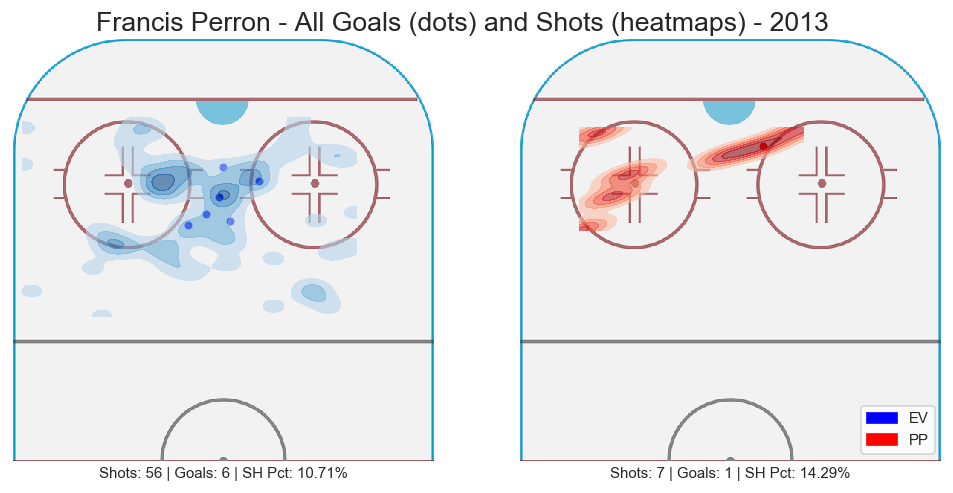 Francis Perron - All Goals (dots) and Shots (heatmaps) - 2013
EV
PP
Shots: 56 | Goals: 6 | SH Pct: 10.71%
Shots: 7 | Goals: 1 | SH Pct: 14.29%